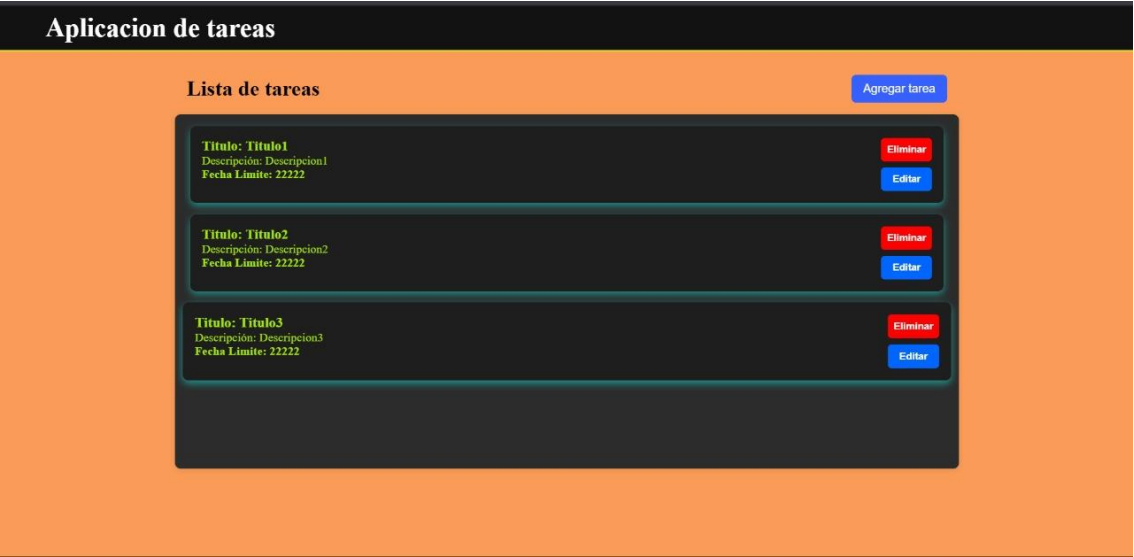 Aplicacion de tareas
Lista de tareas
Agregar tarea
Titulo: Titulo1
Descripción: Descripcion1
Fecha Limite: 22222
Eliminar
Editar
Titulo: Titulo2
Descripción: Descripcion2
Fecha Limite: 22222
Eliminar
Editar
Titulo: Titulo3
Descripción: Descripcion3
Fecha Limite: 22222
Eliminar
Editar